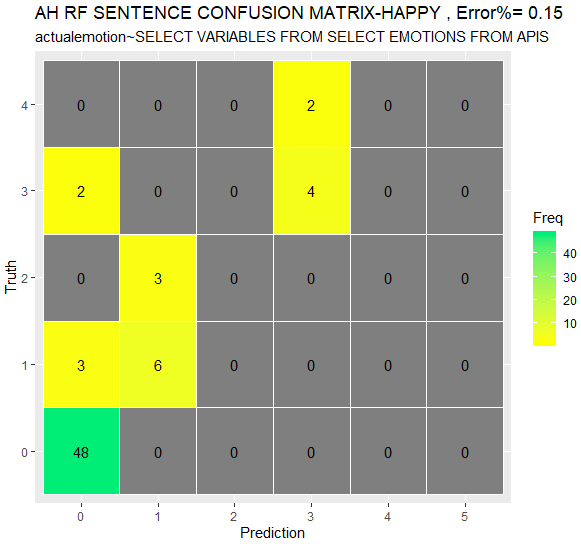 AH RF SENTENCE CONFUSION MATRIX-HAPPY , Error%= 0.15
actualemotion~SELECT VARIABLES FROM SELECT EMOTIONS FROM APIS
4 0 0 0 2 0 0
3 2 0 0 4 0 0
2 0 3 0 0 0 0
1 3 6 0 0 0 0
0 48 0 0 0 0 0
0 1 2 3 4 5
Prediction
Truth
Freq
40
30
20
10